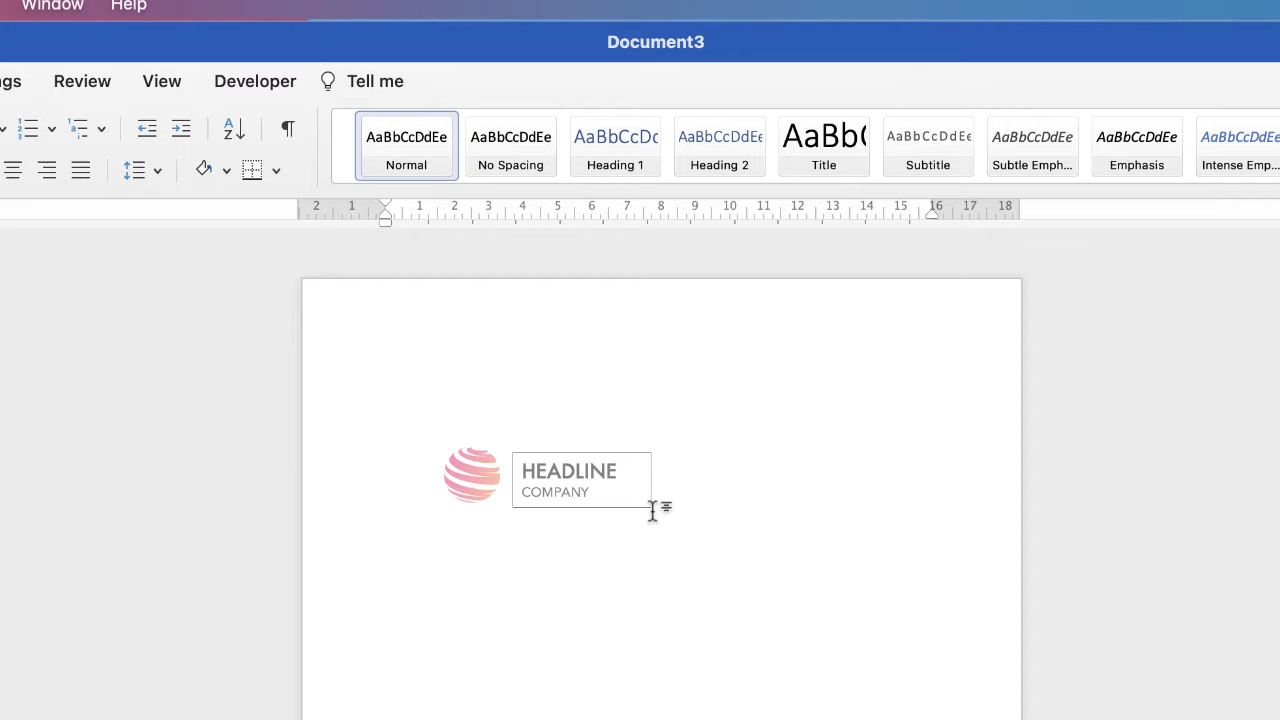 Window Help
Document3
gs Review View Developer Tell me
AaBbCcDdEe AaBbCcDdEe AaBbCcDc AaBbCcDdEe AaBb( AaBbCcDdEe AaBbCcDdEe AaBbCcDdEe AaBbCcDdEe
Normal No Spacing Heading 1 Heading 2 Title Subtitle Subtle Emph... Emphasis Intense Emp...
2 1 1 2 3 4 5 6 7 8 9 10 11 12 13 14 15 16 17 18
HEADLINE
COMPANY